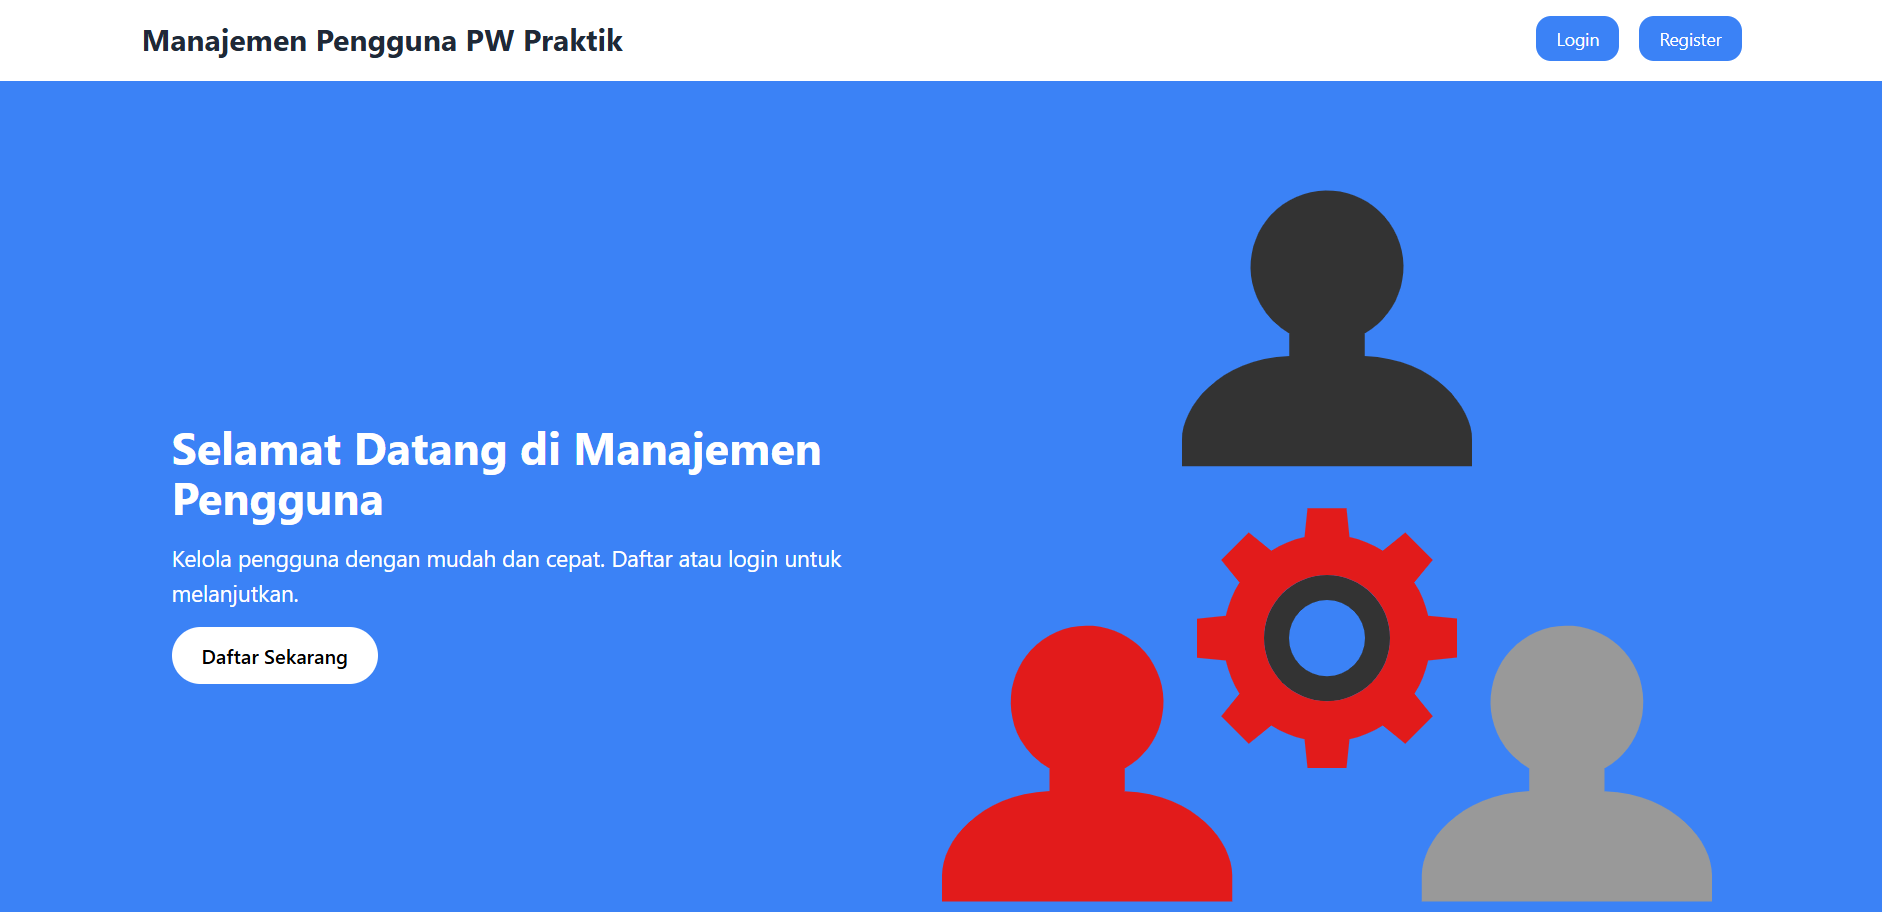 Manajemen Pengguna PW Praktik
Login
Register
Selamat Datang di Manajemen
Pengguna
Kelola pengguna dengan mudah dan cepat. Daftar atau login untuk
melanjutkan.
Daftar Sekarang